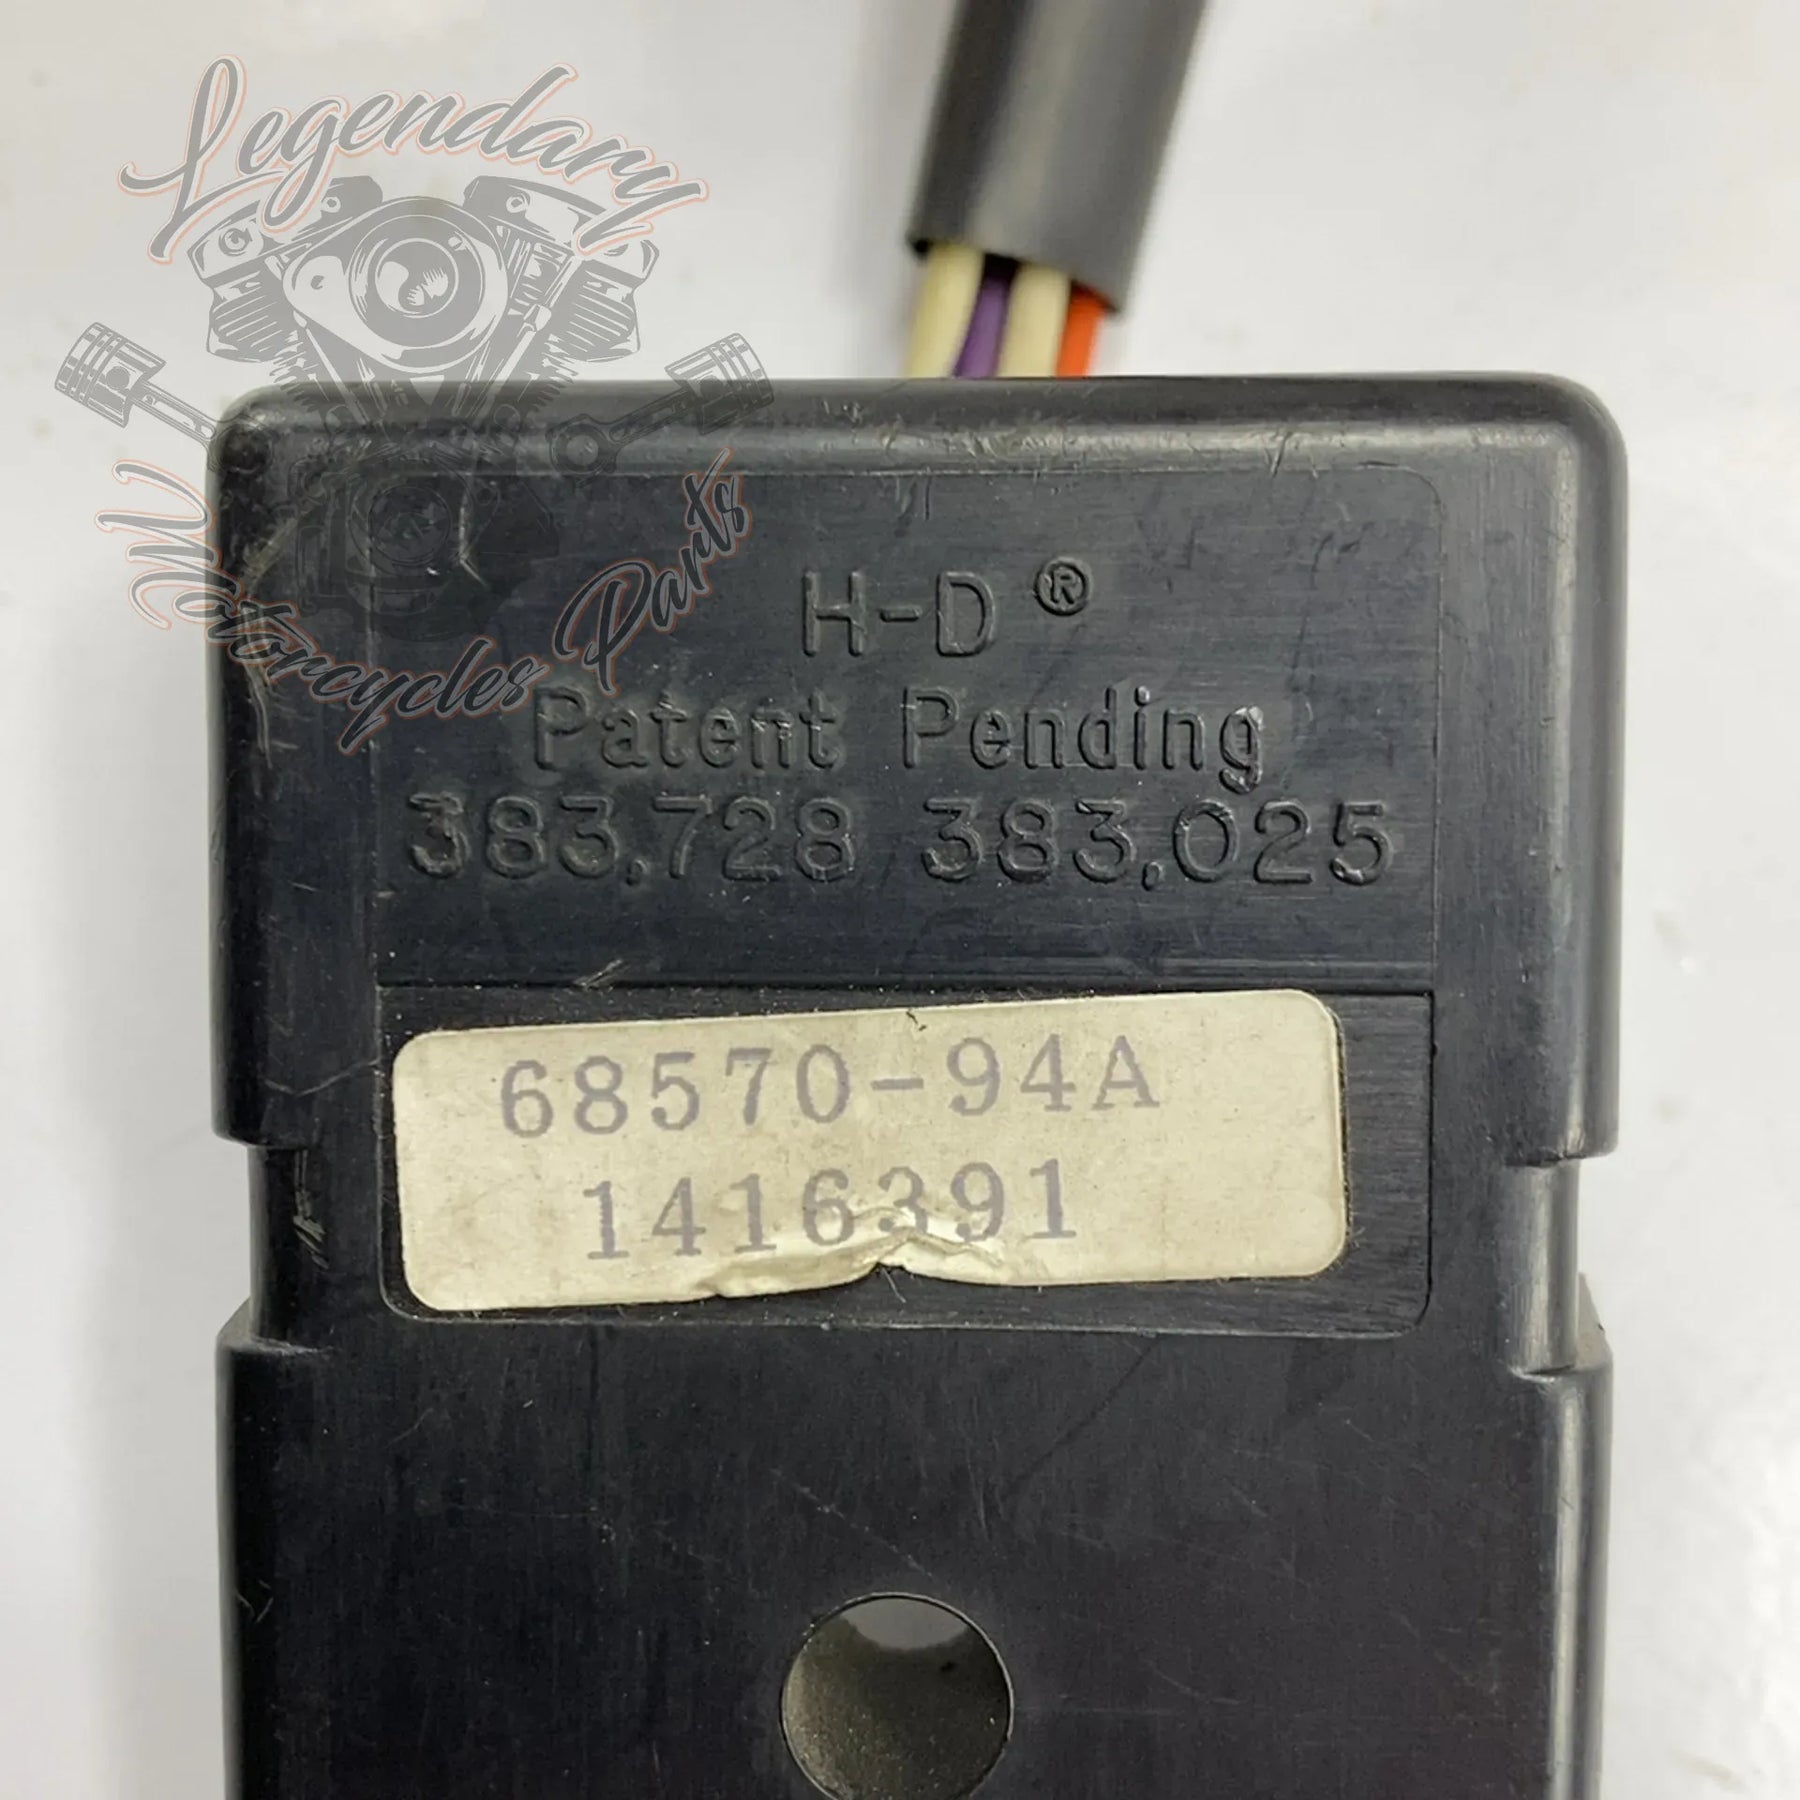 Legendary
Motorcycles Parts
H-D ®
Patent Pending
383,728 383,025
68570-94A
1416391